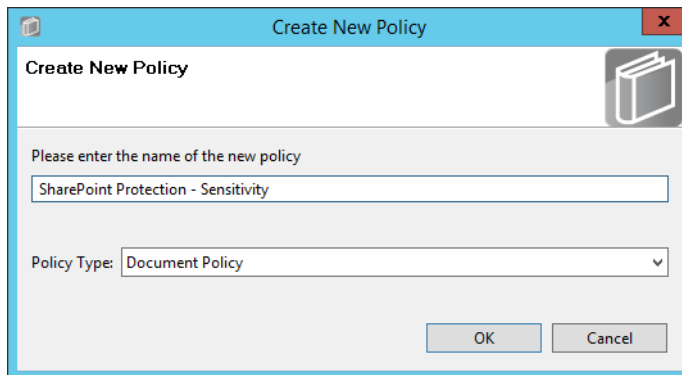 Create New Policy
x
Create New Policy
Please enter the name of the new policy
SharePoint Protection - Sensitivity
Policy Type: Document Policy
OK Cancel